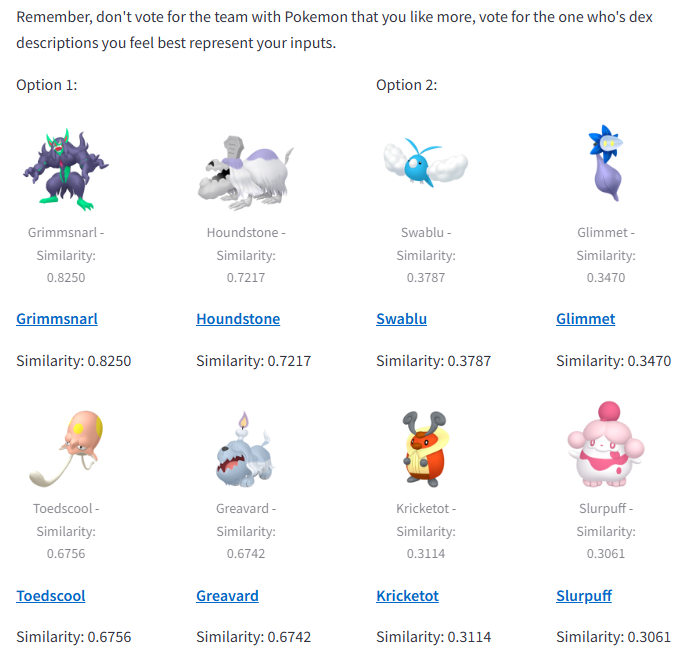 Remember, don't vote for the team with Pokemon that you like more, vote for the one who's dex
descriptions you feel best represent your inputs.
Option 1:
Option 2:
Grimmsnarl -
Similarity:
0.8250
Houndstone -
Similarity:
0.7217
Swablu -
Similarity:
0.3787
Glimmet -
Similarity:
0.3470
Grimmsnarl
Houndstone
Swablu
Glimmet
Similarity: 0.8250
Similarity: 0.7217
Similarity: 0.3787
Similarity: 0.3470
Toedscool -
Similarity:
0.6756
Greavard -
Similarity:
0.6742
Kricketot -
Similarity:
0.3114
Slurpuff -
Similarity:
0.3061
Toedscool
Greavard
Kricketot
Slurpuff
Similarity: 0.6756
Similarity: 0.6742
Similarity: 0.3114
Similarity: 0.3061